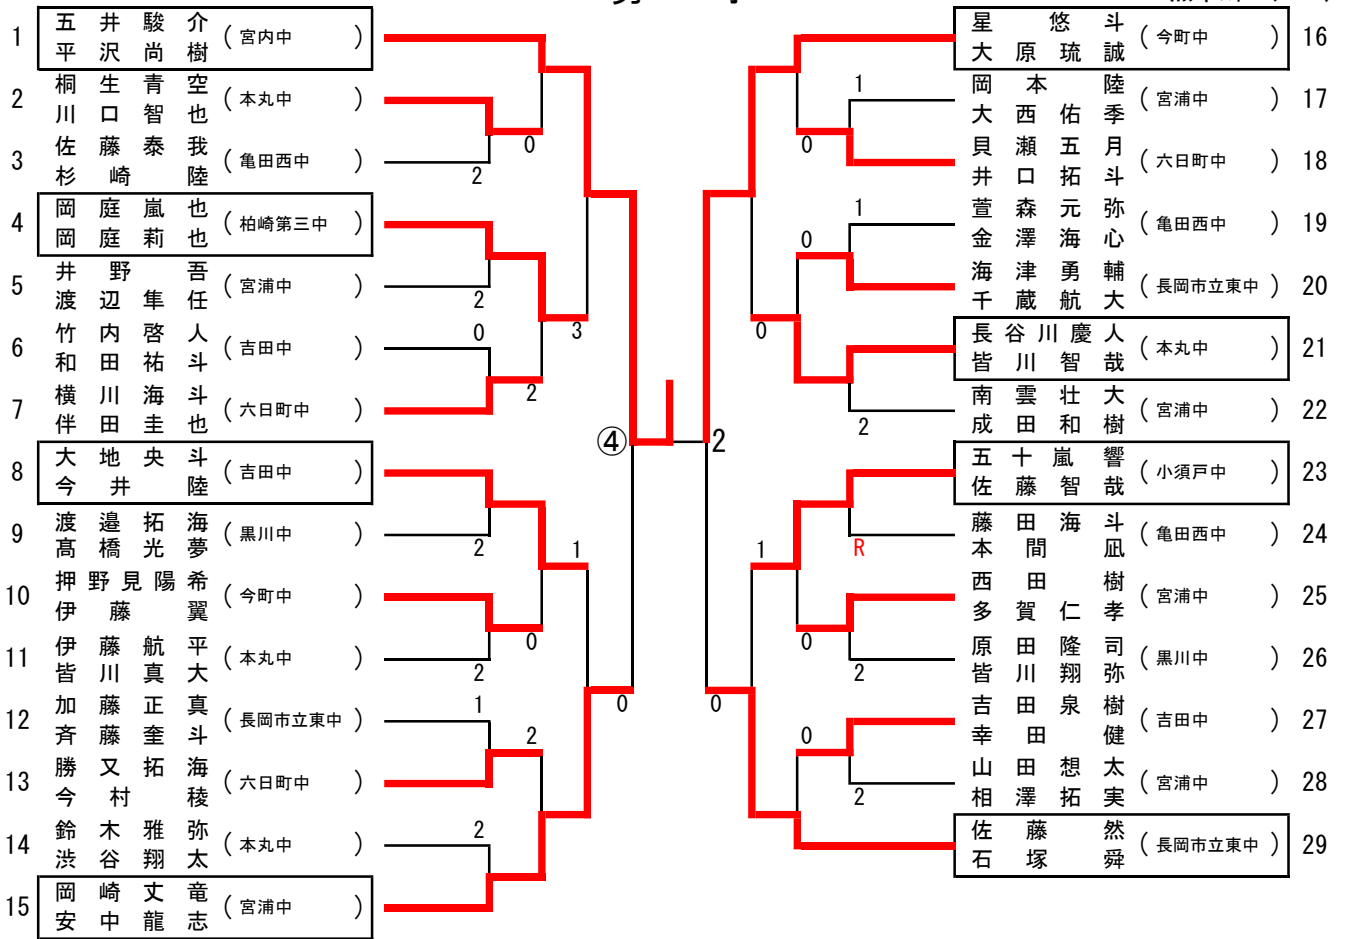 1 五井駿介 平沢尚樹 (宮内中)
2 桐生青空 川口智也 (本丸中)
3 佐藤泰我 杉崎陸 (亀田西中)
4 岡庭嵐也 岡庭莉也 (柏崎第三中)
5 井野吾 渡辺隼任 (宮浦中)
6 竹内啓人 和田祐斗 (吉田中)
7 横川海斗 伴田圭也 (六日町中)
8 大地央斗 今井陸 (吉田中)
9 渡邉拓海 髙橋光夢 (黒川中)
10 押野見陽希 伊藤翼 (今町中)
11 伊藤航平 皆川真大 (本丸中)
12 加藤正真 斉藤奎斗 (長岡市立東中)
13 勝又拓海 今村稜 (六日町中)
14 鈴木雅弥 渋谷翔太 (本丸中)
15 岡崎丈竜 安中龍志 (宮浦中)
0
2
2
3
0
2
2
1
0
2
1
2
2
0
④
2
星悠斗 大原琉誠 (今町中) 16
岡本陸 大西佑季 (宮浦中) 17
貝瀬五月 井口拓斗 (六日町中) 18
萱森元弥 金澤海心 (亀田西中) 19
海津勇輔 千蔵航大 (長岡市立東中) 20
長谷川慶人 皆川智哉 (本丸中) 21
南雲壮大 成田和樹 (宮浦中) 22
五十嵐響 佐藤智哉 (小須戸中) 23
藤田海斗 本間凪 (亀田西中) 24
西田樹 多賀仁孝 (宮浦中) 25
原田隆司 皆川翔弥 (黒川中) 26
吉田泉樹 幸田健 (吉田中) 27
山田想太 相澤拓実 (宮浦中) 28
佐藤然 石塚舜 (長岡市立東中) 29
1
0
1
0
0
2
R
1
0
2
0
0
2